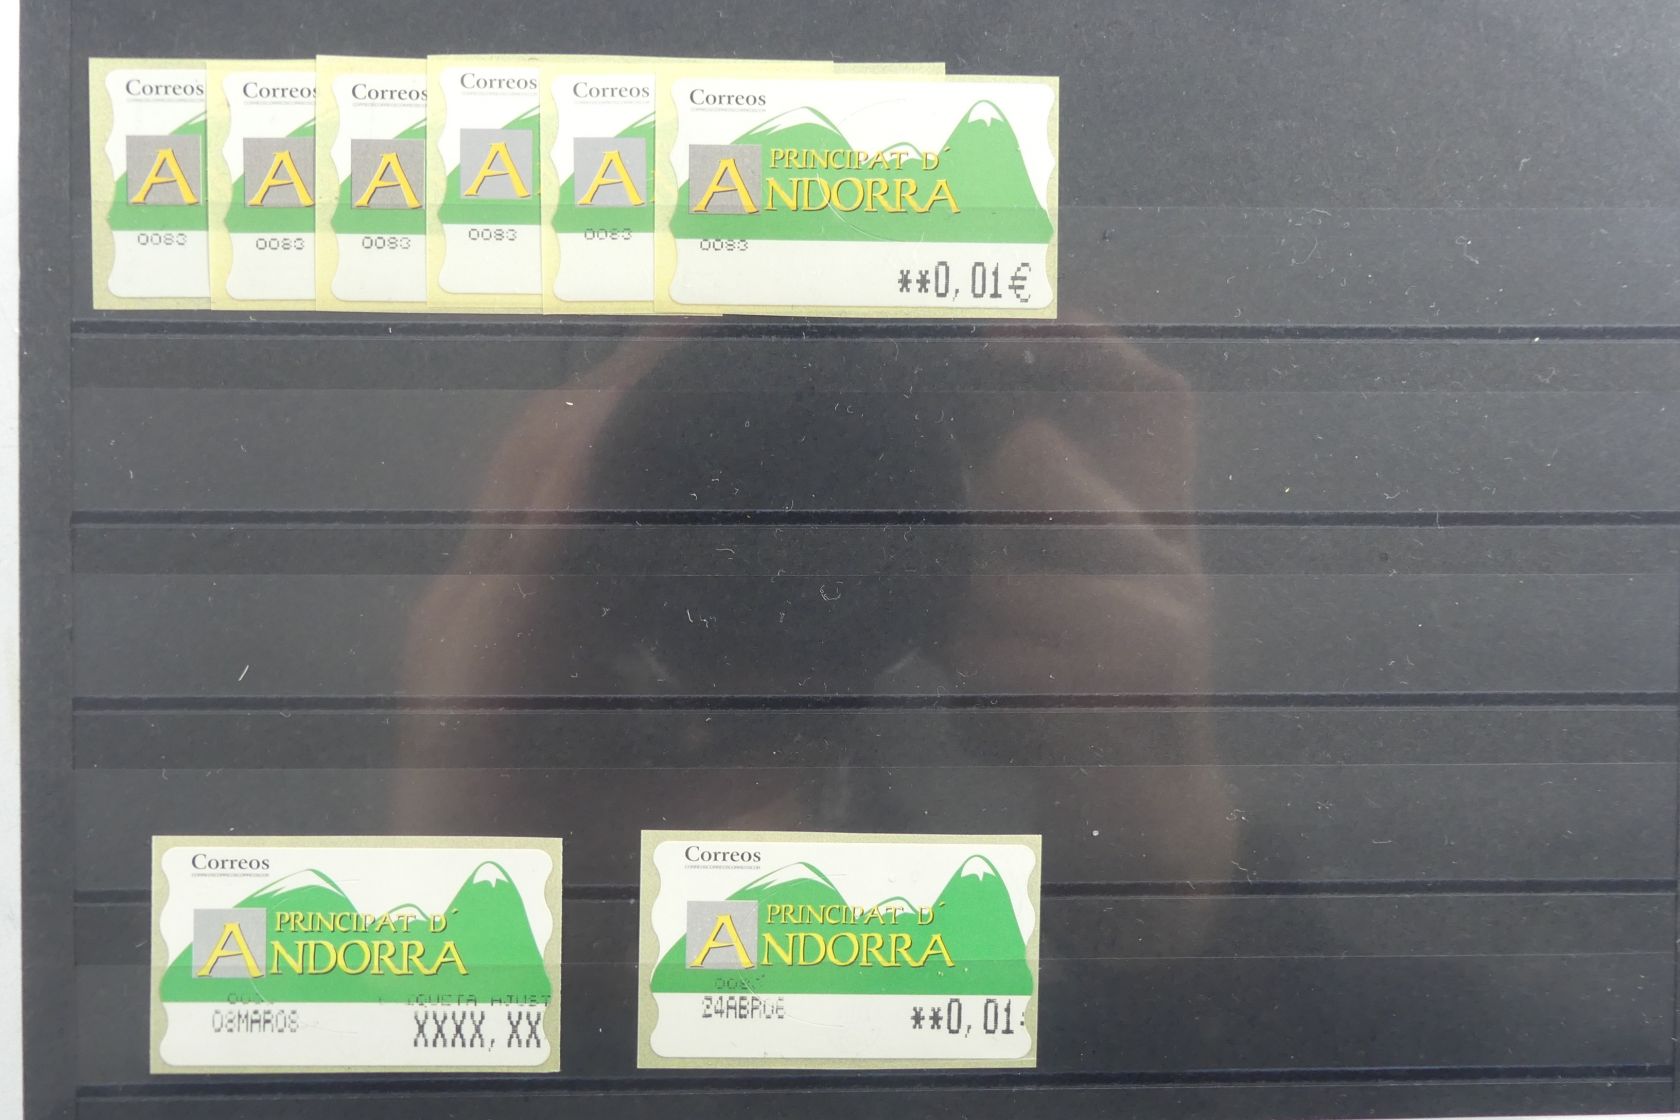 Correos
A
0083
Correos
A
0083
Correos
A
0083
Correos
A
0083
Correos
A
0083
Correos
PRINCIPAT D´
ANDORRA
0083
**0,01€
Correos
PRINCIPAT D´
ANDORRA
XXXX,XX
Correos
PRINCIPAT D´
ANDORRA
24ABR06
**0,01